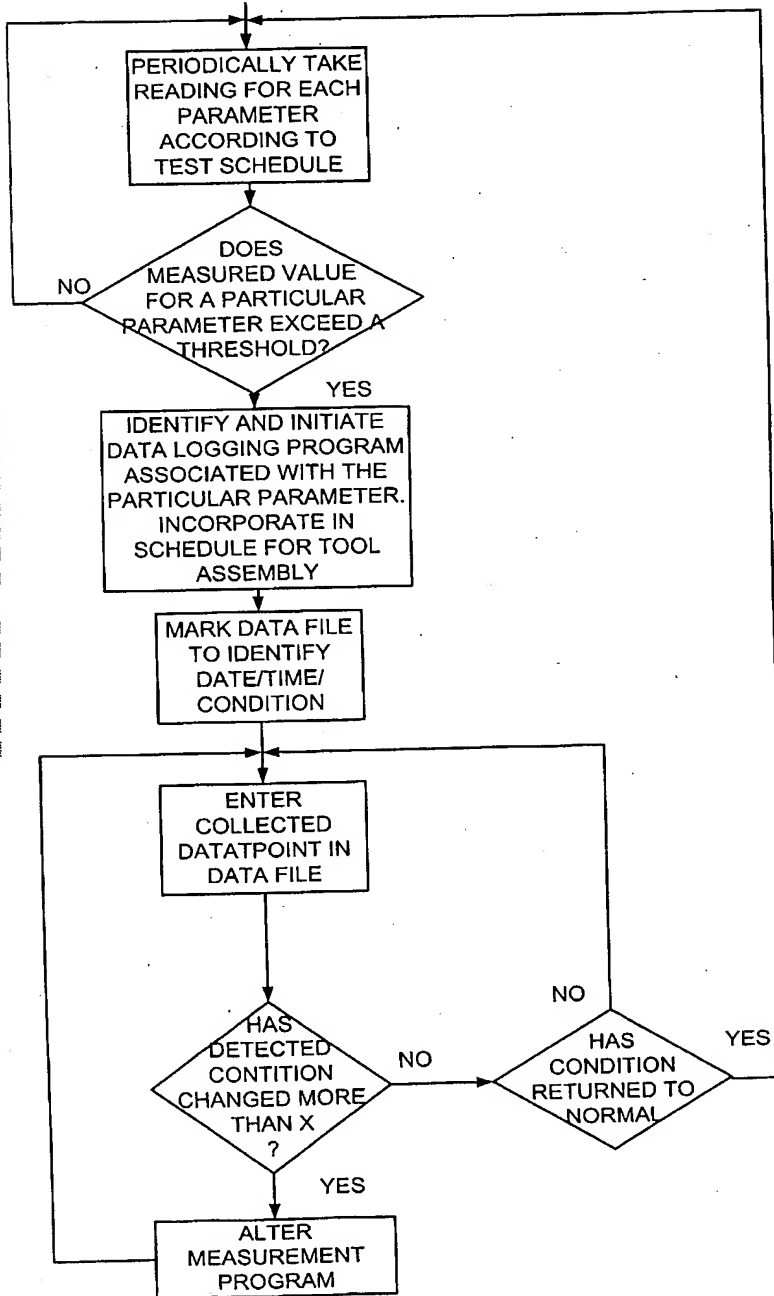 PERIODICALLY TAKE
READING FOR EACH
PARAMETER
ACCORDING TO
TEST SCHEDULE
DOES
MEASURED VALUE
FOR A PARTICULAR
PARAMETER EXCEED A
THRESHOLD?
NO
YES
IDENTIFY AND INITIATE
DATA LOGGING PROGRAM
ASSOCIATED WITH THE
PARTICULAR PARAMETER.
INCORPORATE IN
SCHEDULE FOR TOOL
ASSEMBLY
MARK DATA FILE
TO IDENTIFY
DATE/TIME/
CONDITION
ENTER
COLLECTED
DATATPOINT IN
DATA FILE
HAS
DETECTED
CONTITION
CHANGED MORE
THAN X
?
NO
YES
HAS
CONDITION
RETURNED TO
NORMAL
NO
YES
ALTER
MEASUREMENT
PROGRAM